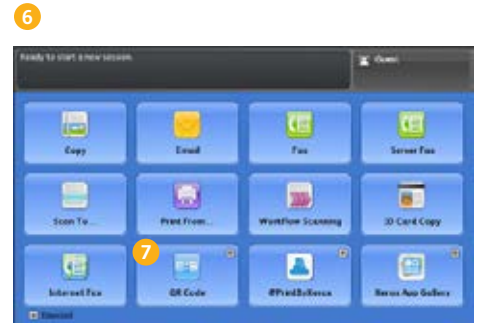 6
Ready to start a new session.
Guest
Copy
Email
Fax
Server Fax
Scan To...
Print From...
Workflow Scanning
ID Card Copy
7
Internet Fax
QR Code
@PrintByXerox
Xerox App Gallery